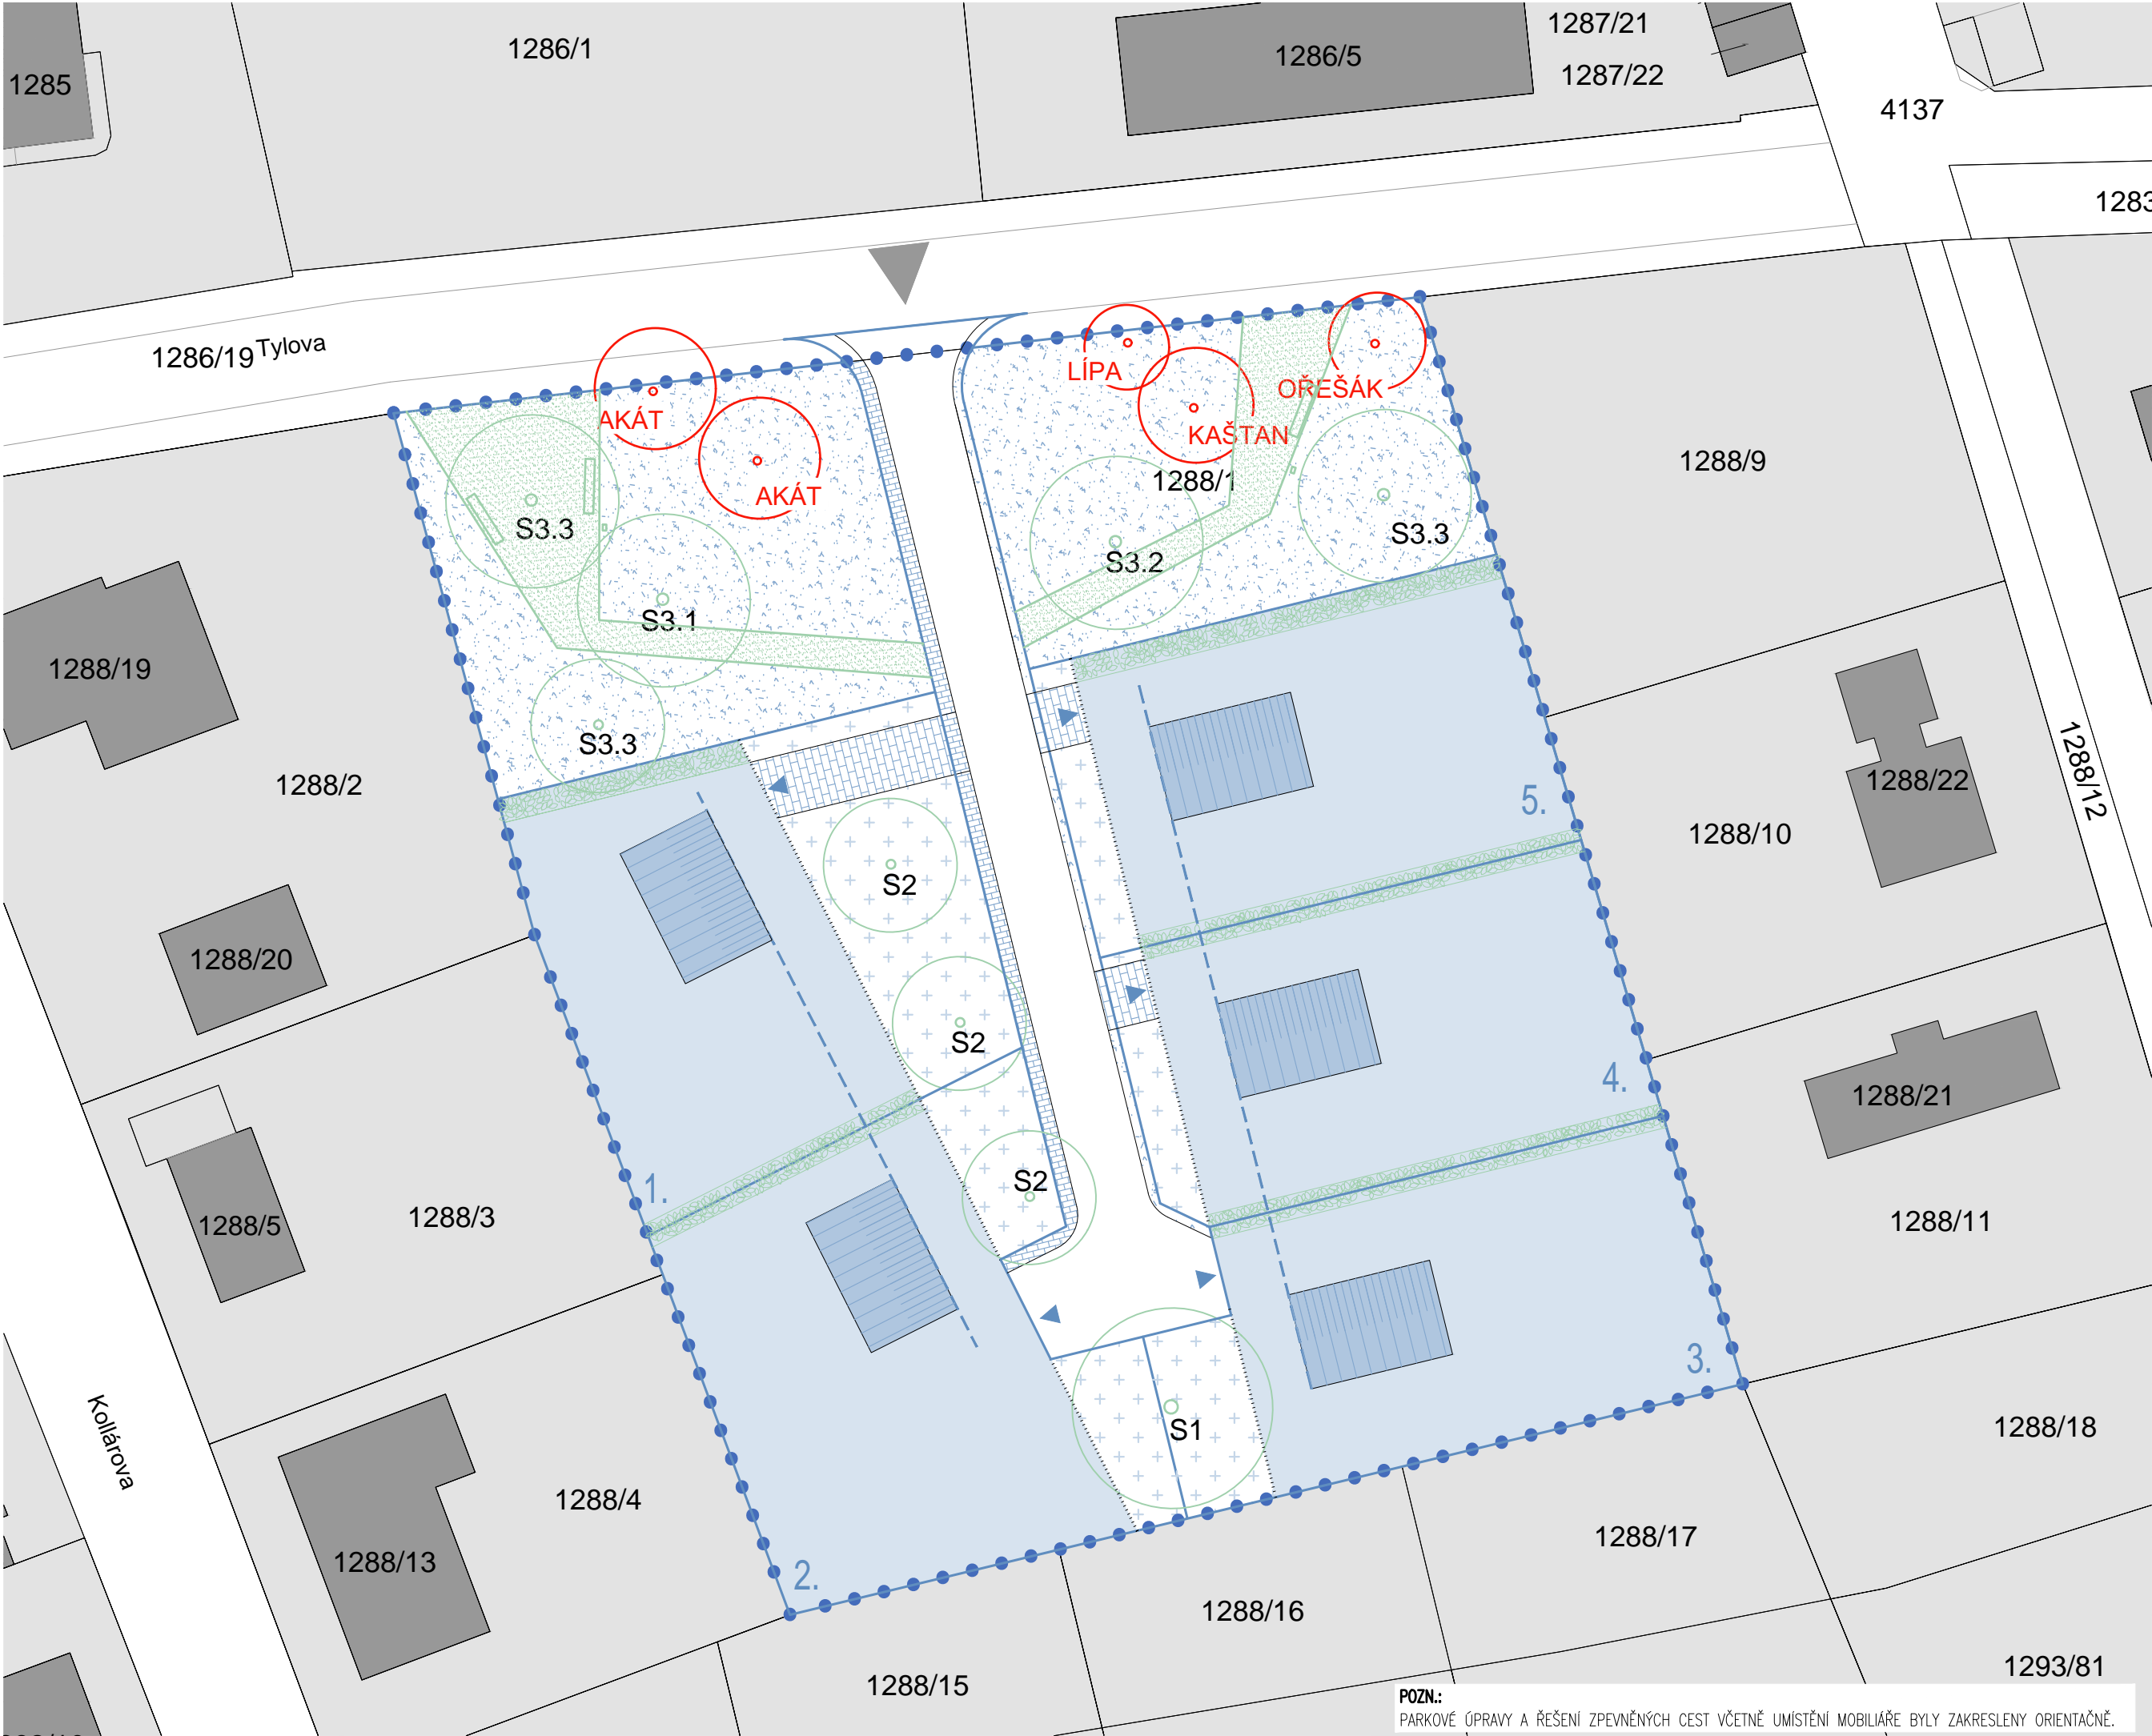 1286/1
1285
1286/5
1287/21
1287/22
4137
1283
1286/19
Tylova
LÍPA
OŘEŠÁK
AKÁT
KAŠTAN
AKÁT
1288/1
1288/9
S3.3
S3.3
S3.2
S3.1
S3.3
1288/19
1288/2
1288/22
1288/12
5.
1288/10
S2
1288/20
S2
4.
1288/21
1.
S2
1288/3
1288/5
1288/11
3.
Kollárova
S1
1288/18
1288/4
1288/17
1288/13
2.
1288/16
1288/15
1293/81
POZN.:
PARKOVÉ ÚPRAVY A ŘEŠENÍ ZPEVNĚNÝCH CEST VČETNĚ UMÍSTĚNÍ MOBILIÁŘE BYLY ZAKRESLENY ORIENTAČNĚ.